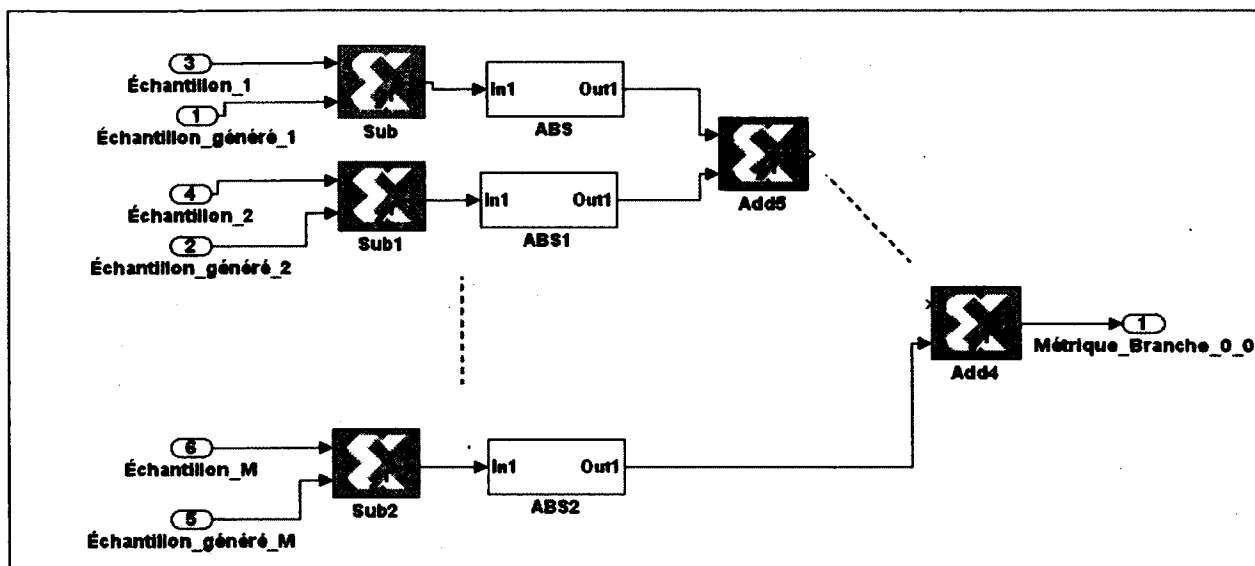 3
Échantillon_1
1
Échantillon_généré_1
Sub
In1 Out1
ABS
4
Échantillon_2
2
Échantillon_généré_2
Sub1
In1 Out1
ABS1
Add5
6
Échantillon_M
5
Échantillon_généré_M
Sub2
In1 Out1
ABS2
Add4
1
Métrique_Branche_0_0